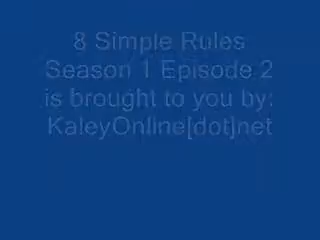 8 Simple Rules
Season 1 Episode 2
is brought to you by:
KaleyOnline[dot]net